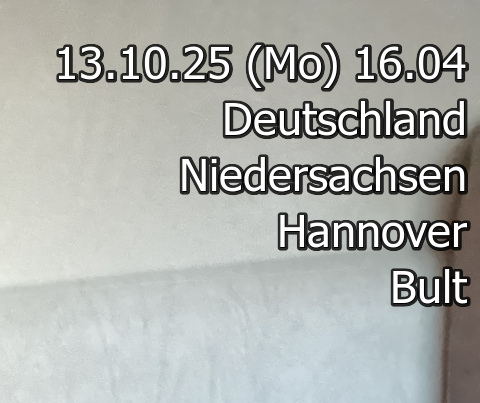 13.10.25 (Mo) 16.04
Deutschland
Niedersachsen
Hannover
Bult